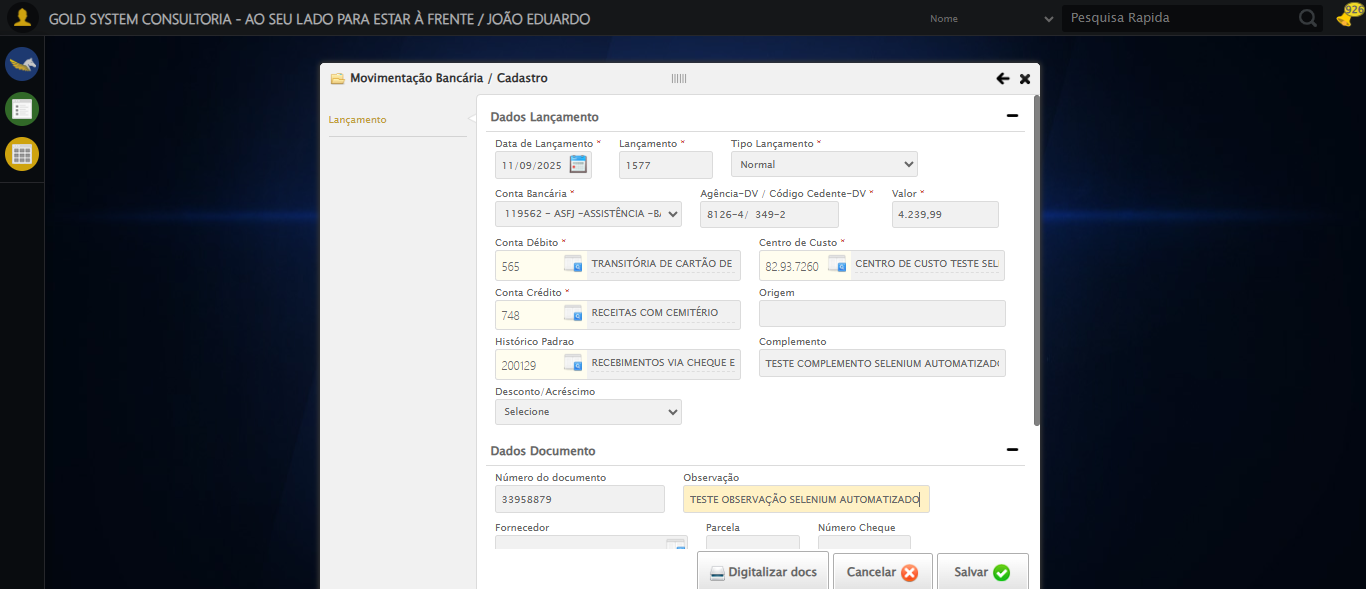 GOLD SYSTEM CONSULTORIA - AO SEU LADO PARA ESTAR À FRENTE / JOÃO EDUARDO
Nome
Pesquisa Rapida
926
Movimentação Bancária / Cadastro
Lançamento
Dados Lançamento
Data de Lançamento * Lançamento * Tipo Lançamento *
11/09/2025 1577 Normal
Conta Bancária * Agência-DV / Código Cedente-DV * Valor *
119562 - ASFJ -ASSISTÊNCIA -BA 8126-4/ 349-2 4.239,99
Conta Débito * Centro de Custo *
565 TRANSITÓRIA DE CARTÃO DE 82.93.7260 CENTRO DE CUSTO TESTE SELE
Conta Crédito * Origem
748 RECEITAS COM CEMITÉRIO
Histórico Padrao Complemento
200129 RECEBIMENTOS VIA CHEQUE E TESTE COMPLEMENTO SELENIUM AUTOMATIZADO
Desconto/Acréscimo
Selecione
Dados Documento
Número do documento Observação
33958879 TESTE OBSERVAÇÃO SELENIUM AUTOMATIZADO
Fornecedor Parcela Número Cheque
Digitalizar docs Cancelar Salvar